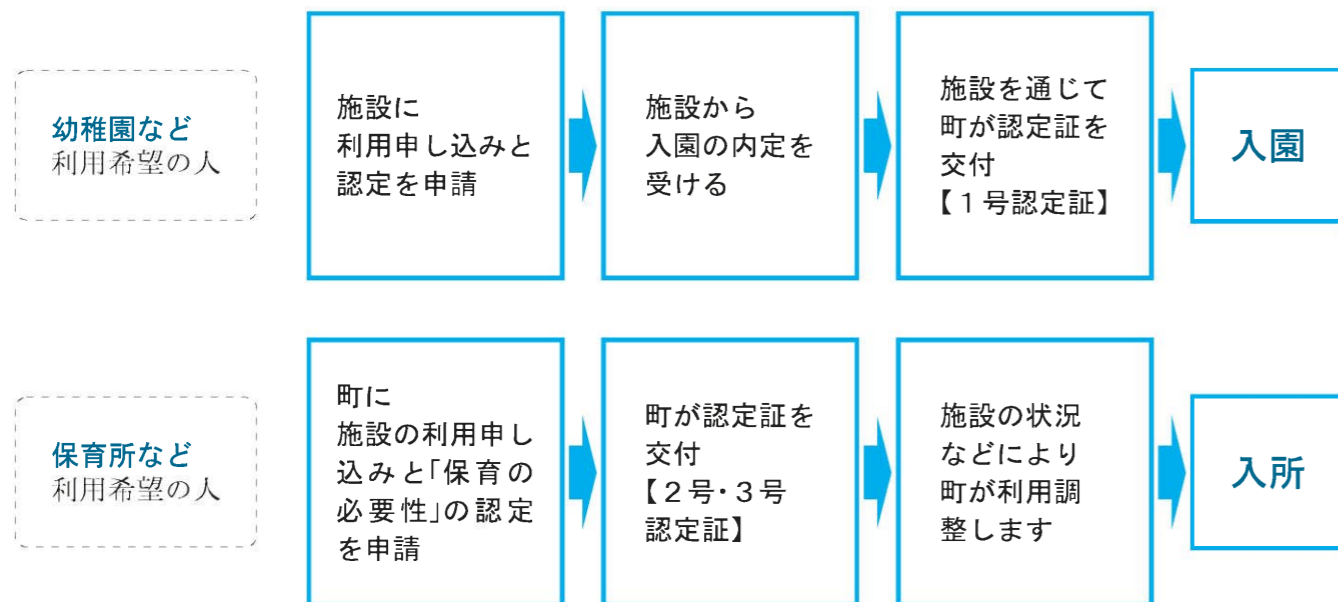 幼稚園など
利用希望の人
施設に
利用申し込みと
認定を申請
施設から
入園の内定を
受ける
施設を通じて
町が認定証を
交付
【１号認定証】
入園
保育所など
利用希望の人
町に
施設の利用申し
込みと｢保育の
必要性｣の認定
を申請
町が認定証を
交付
【２号･３号
認定証】
施設の状況
などにより
町が利用調
整します
入所